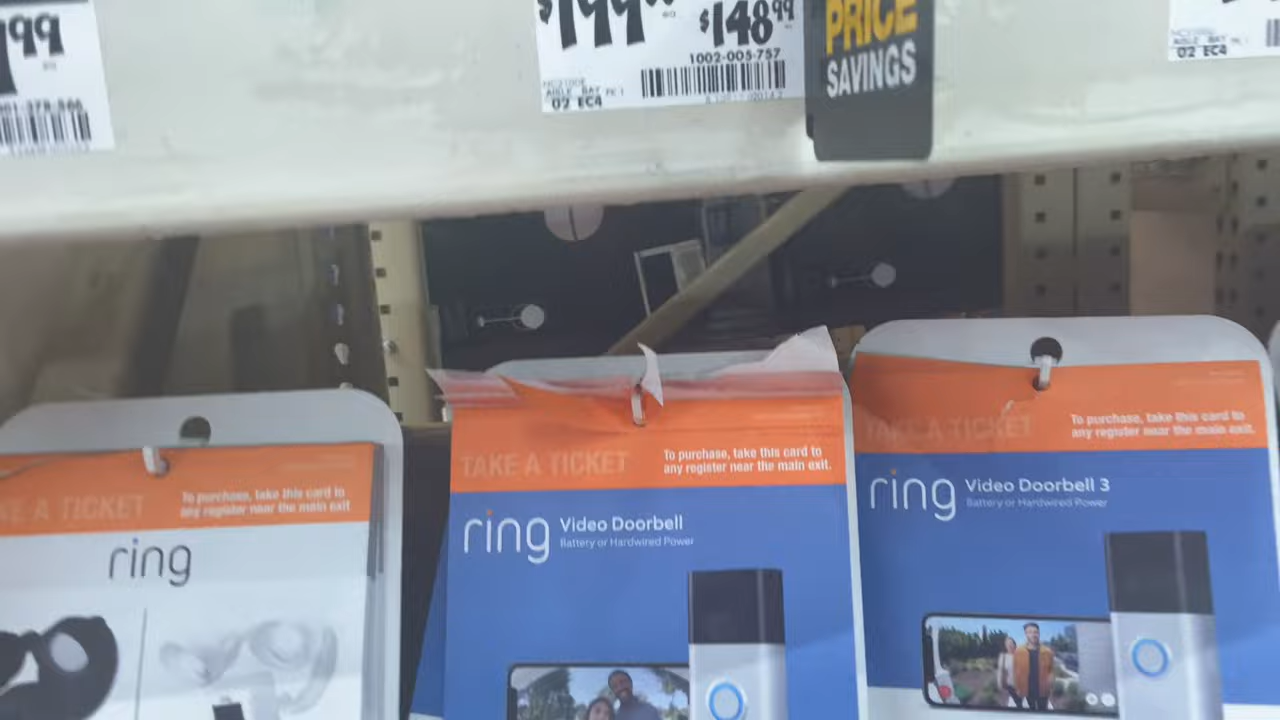 99
$199
$148 99
1002-005-757
02 EC4
PRICE
SAVINGS
02 EC4
TAKE A TICKET
To purchase, take this card to
any register near the main exit
ring
TAKE A TICKET
To purchase, take this card to
any register near the main exit.
ring Video Doorbell
Battery or Hardwired Power
TAKE A TICKET
To purchase, take this card to
any register near the main exit.
ring Video Doorbell 3
Battery or Hardwired Power